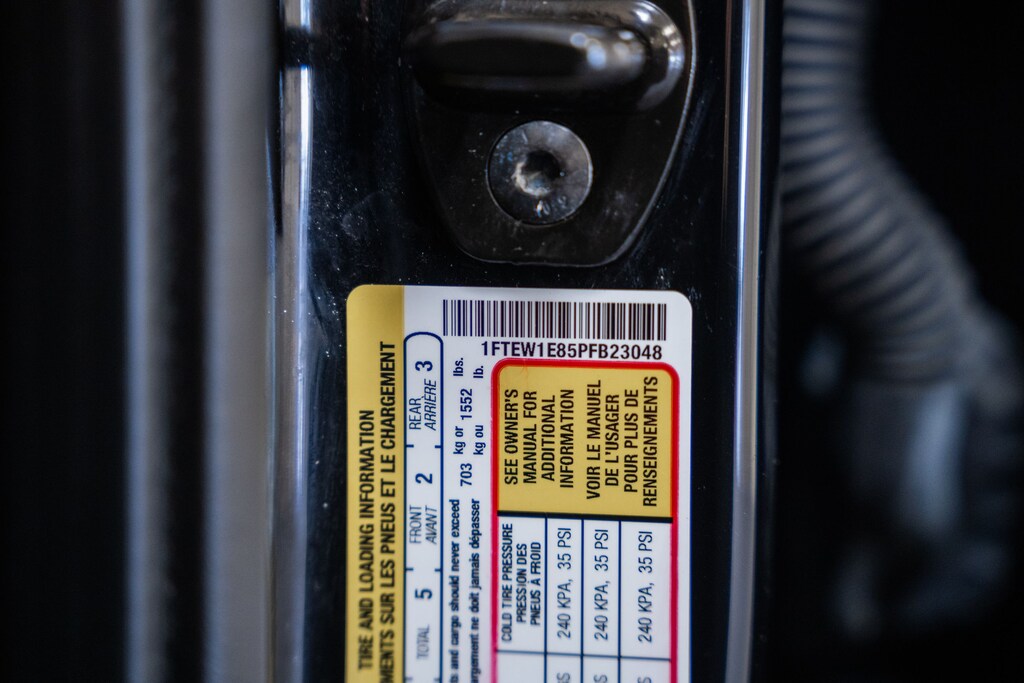 1FTEW1E85PFB23048
TIRE AND LOADING INFORMATION
MENTS SUR LES PNEUS ET LE CHARGEMENT
TOTAL 5 FRONT 2 REAR 3
AVANT ARRIÈRE
ts and cargo should never exceed 703 kg or 1552 lbs.
argement ne doit jamais dépasser kg ou lb.
SEE OWNER'S
MANUAL FOR
ADDITIONAL
INFORMATION
VOIR LE MANUEL
DE L'USAGER
POUR PLUS DE
RENSEIGNEMENTS
COLD TIRE PRESSURE
PRESSION DES
PNEUS À FROID
240 KPA, 35 PSI
240 KPA, 35 PSI
240 KPA, 35 PSI